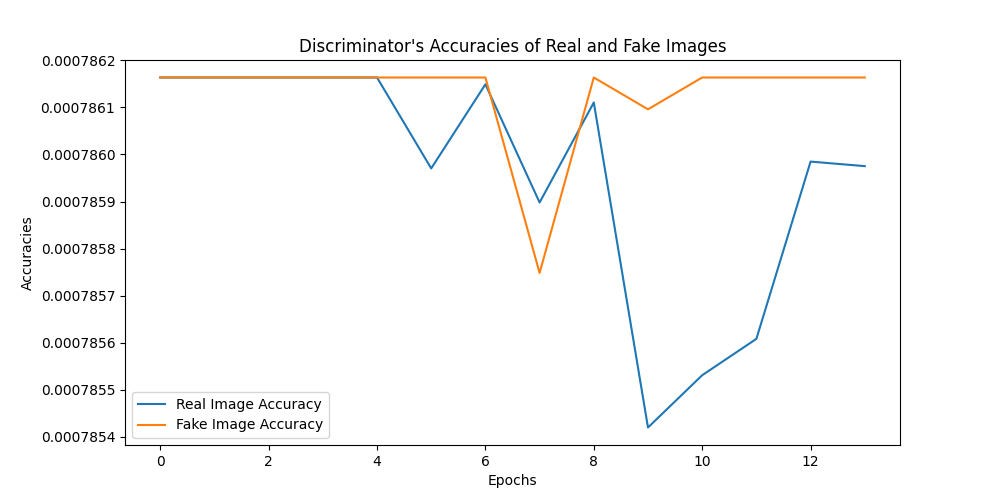 Discriminator's Accuracies of Real and Fake Images
0.0007862
0.0007861
0.0007860
0.0007859
0.0007858
0.0007857
0.0007856
0.0007855
0.0007854
Accuracies
Real Image Accuracy
Fake Image Accuracy
0 2 4 6 8 10 12
Epochs